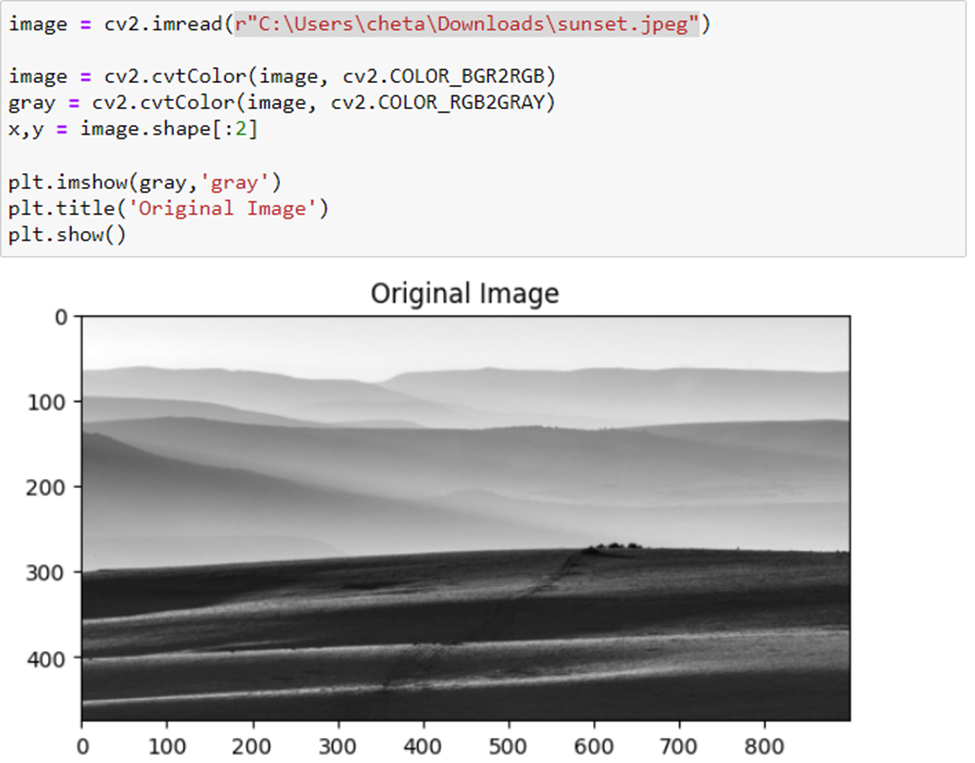 image = cv2.imread(r"C:\Users\cheta\Downloads\sunset.jpeg")
image = cv2.cvtColor(image, cv2.COLOR_BGR2RGB)
gray = cv2.cvtColor(image, cv2.COLOR_RGB2GRAY)
x,y = image.shape[:2]
plt.imshow(gray,'gray')
plt.title('Original Image')
plt.show()
Original Image
0
100
200
300
400
0 100 200 300 400 500 600 700 800